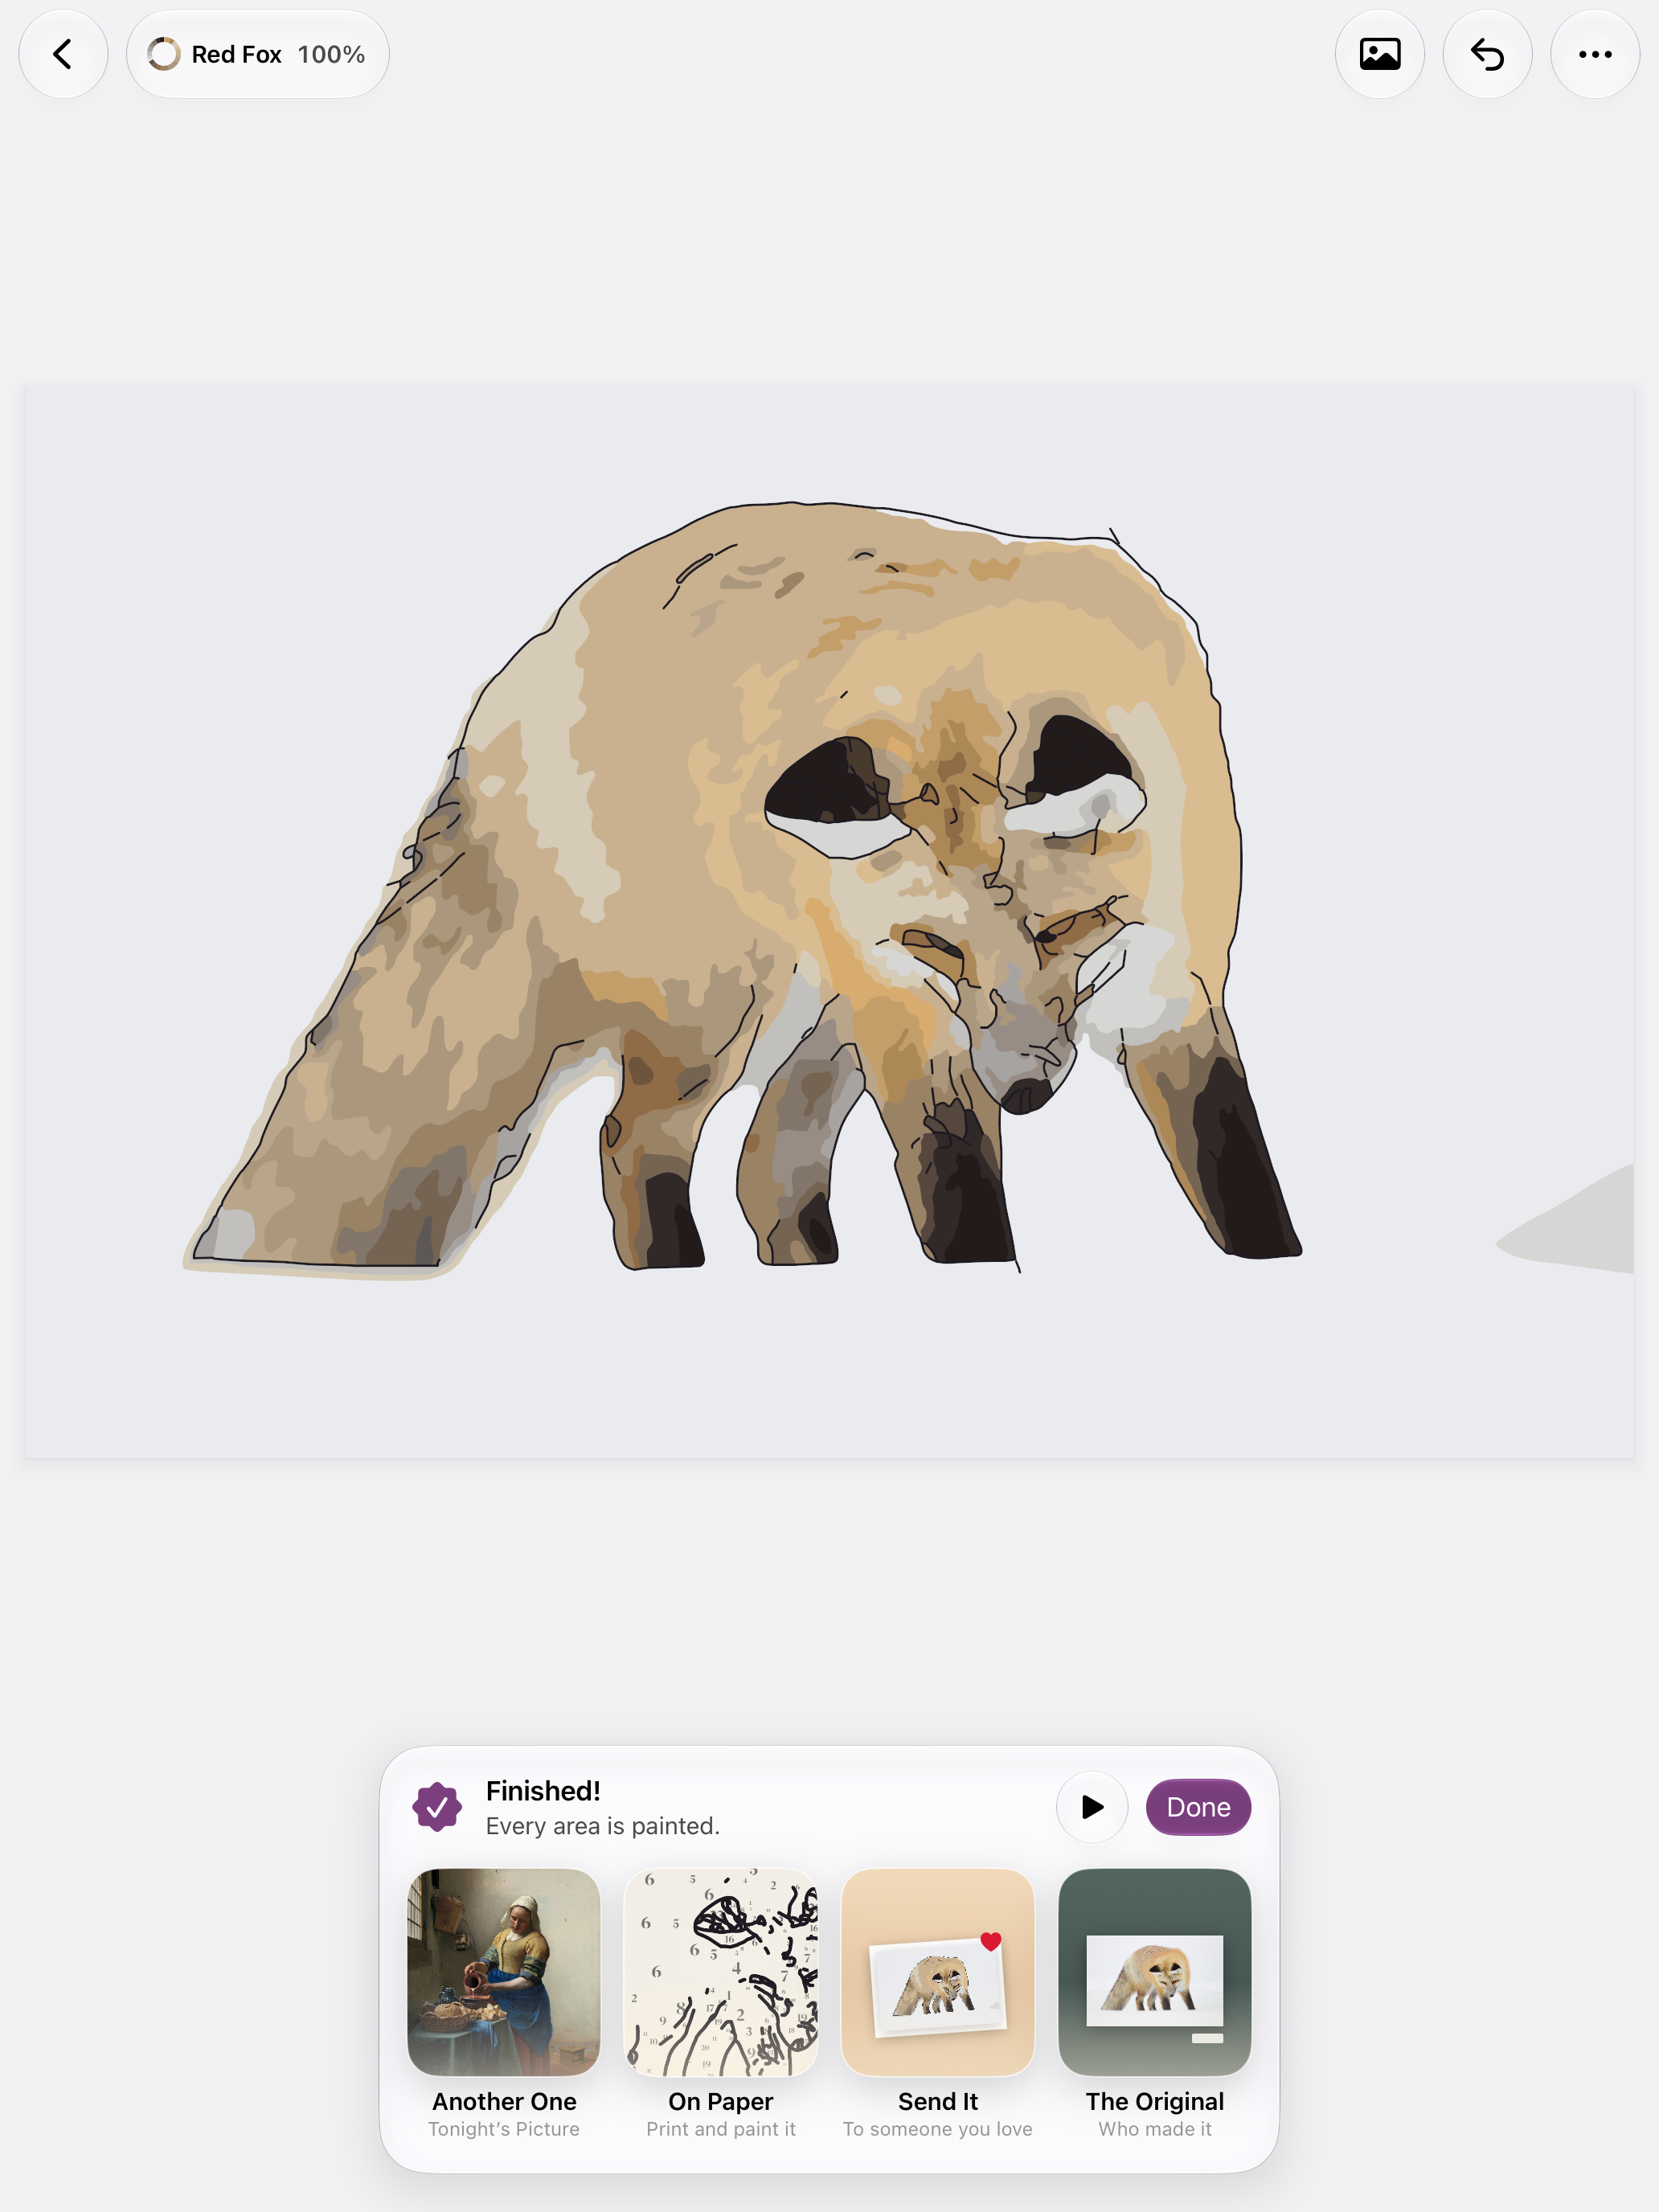 Red Fox 100%
Finished!
Every area is painted.
Done
Another One
Tonight's Picture
On Paper
Print and paint it
Send It
To someone you love
The Original
Who made it